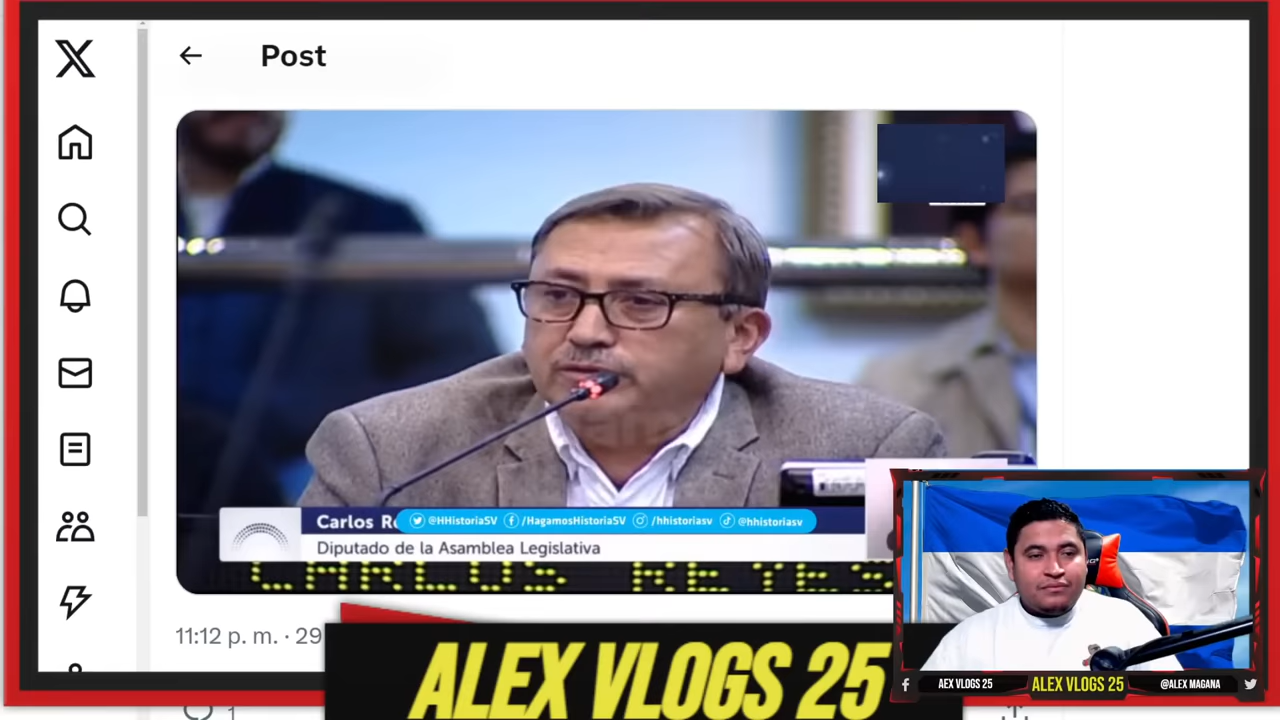 Post
Carlos Re
@HHistoriaSV /HagamosHistoriaSV /hhistoriasv @hhistoriasv
Diputado de la Asamblea Legislativa
CARLOS REYES
11:12 p. m. · 29
ALEX VLOGS 25
1
AEX VLOGS 25
ALEX VLOGS 25
@ALEX MAGANA